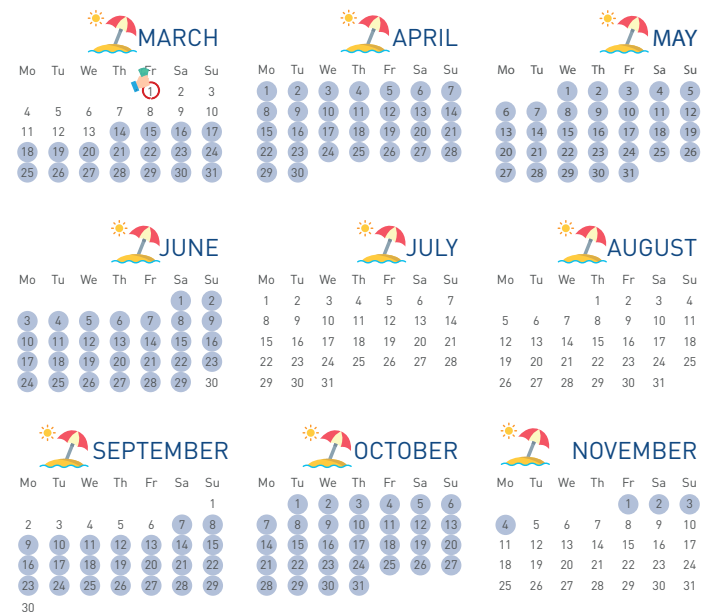 MARCH
Mo Tu We Th Fr Sa Su
1 2 3
4 5 6 7 8 9 10
11 12 13 14 15 16 17
18 19 20 21 22 23 24
25 26 27 28 29 30 31
APRIL
Mo Tu We Th Fr Sa Su
1 2 3 4 5 6 7
8 9 10 11 12 13 14
15 16 17 18 19 20 21
22 23 24 25 26 27 28
29 30
MAY
Mo Tu We Th Fr Sa Su
1 2 3 4 5
6 7 8 9 10 11 12
13 14 15 16 17 18 19
20 21 22 23 24 25 26
27 28 29 30 31
JUNE
Mo Tu We Th Fr Sa Su
1 2
3 4 5 6 7 8 9
10 11 12 13 14 15 16
17 18 19 20 21 22 23
24 25 26 27 28 29 30
JULY
Mo Tu We Th Fr Sa Su
1 2 3 4 5 6 7
8 9 10 11 12 13 14
15 16 17 18 19 20 21
22 23 24 25 26 27 28
29 30 31
AUGUST
Mo Tu We Th Fr Sa Su
1 2 3 4
5 6 7 8 9 10 11
12 13 14 15 16 17 18
19 20 21 22 23 24 25
26 27 28 29 30 31
SEPTEMBER
Mo Tu We Th Fr Sa Su
1
2 3 4 5 6 7 8
9 10 11 12 13 14 15
16 17 18 19 20 21 22
23 24 25 26 27 28 29
30
OCTOBER
Mo Tu We Th Fr Sa Su
1 2 3 4 5 6
7 8 9 10 11 12 13
14 15 16 17 18 19 20
21 22 23 24 25 26 27
28 29 30 31
NOVEMBER
Mo Tu We Th Fr Sa Su
1 2 3
4 5 6 7 8 9 10
11 12 13 14 15 16 17
18 19 20 21 22 23 24
25 26 27 28 29 30